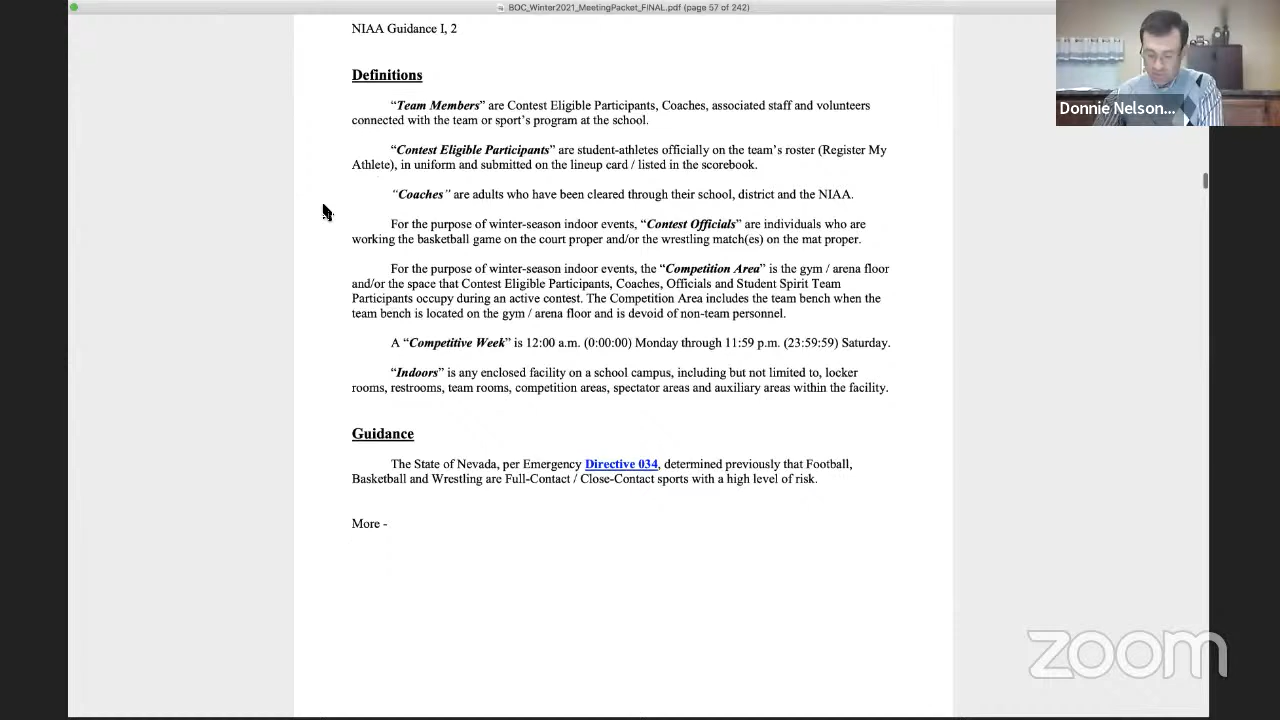 BOC_Winter2021_MeetingPacket_FINAL.pdf (page 57 of 242)
NIAA Guidance I, 2
Donnie Nelson...
Definitions
“Team Members” are Contest Eligible Participants, Coaches, associated staff and volunteers
connected with the team or sport’s program at the school.
“Contest Eligible Participants” are student-athletes officially on the team’s roster (Register My
Athlete), in uniform and submitted on the lineup card / listed in the scorebook.
“Coaches” are adults who have been cleared through their school, district and the NIAA.
For the purpose of winter-season indoor events, “Contest Officials” are individuals who are
working the basketball game on the court proper and/or the wrestling match(es) on the mat proper.
For the purpose of winter-season indoor events, the “Competition Area” is the gym / arena floor
and/or the space that Contest Eligible Participants, Coaches, Officials and Student Spirit Team
Participants occupy during an active contest. The Competition Area includes the team bench when the
team bench is located on the gym / arena floor and is devoid of non-team personnel.
A “Competitive Week” is 12:00 a.m. (0:00:00) Monday through 11:59 p.m. (23:59:59) Saturday.
“Indoors” is any enclosed facility on a school campus, including but not limited to, locker
rooms, restrooms, team rooms, competition areas, spectator areas and auxiliary areas within the facility.
Guidance
The State of Nevada, per Emergency Directive 034, determined previously that Football,
Basketball and Wrestling are Full-Contact / Close-Contact sports with a high level of risk.
More -
zoom